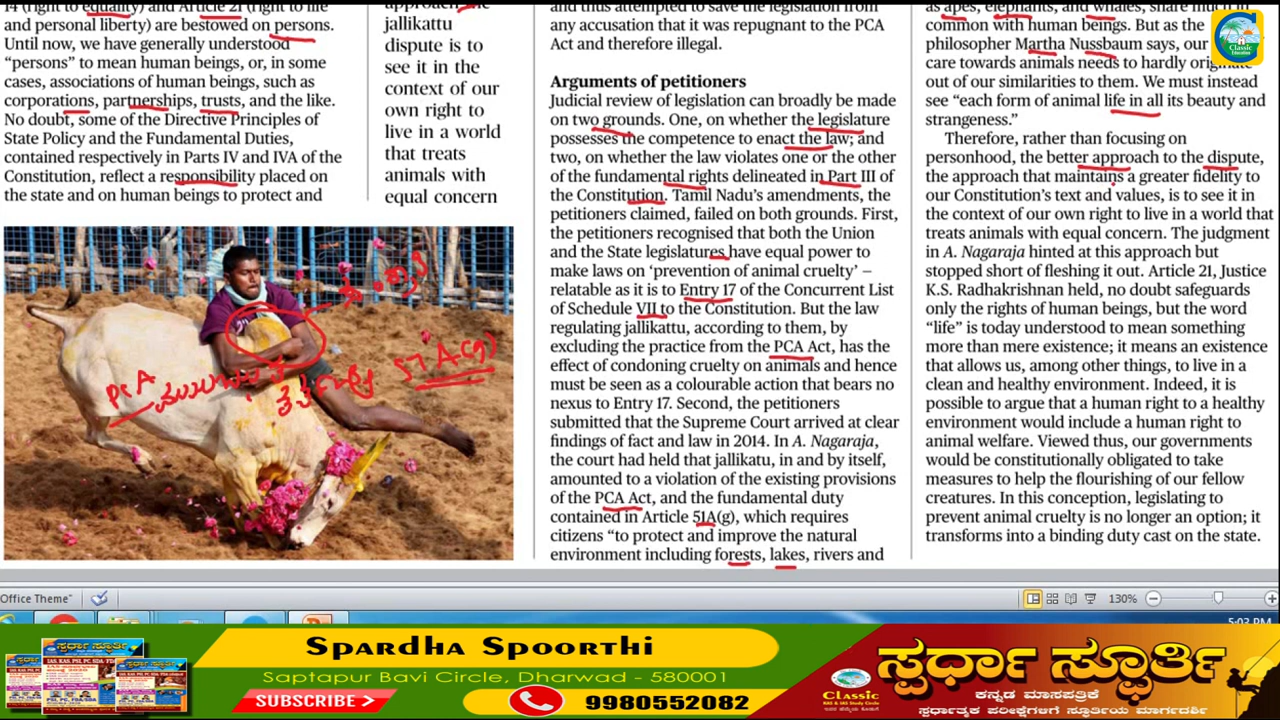 14 (right to equality) and Article 21 (right to life
and personal liberty) are bestowed on persons.
Until now, we have generally understood
“persons” to mean human beings, or, in some
cases, associations of human beings, such as
corporations, partnerships, trusts, and the like.
No doubt, some of the Directive Principles of
State Policy and the Fundamental Duties,
contained respectively in Parts IV and IVA of the
Constitution, reflect a responsibility placed on
the state and on human beings to protect and
jallikattu
dispute is to
see it in the
context of our
own right to
live in a world
that treats
animals with
equal concern
and thus attempted to save the legislation from
any accusation that it was repugnant to the PCA
Act and therefore illegal.
Arguments of petitioners
Judicial review of legislation can broadly be made
on two grounds. One, on whether the legislature
possesses the competence to enact the law; and
two, on whether the law violates one or the other
of the fundamental rights delineated in Part III of
the Constitution. Tamil Nadu’s amendments, the
petitioners claimed, failed on both grounds. First,
the petitioners recognised that both the Union
and the State legislatures have equal power to
make laws on ‘prevention of animal cruelty’ –
relatable as it is to Entry 17 of the Concurrent List
of Schedule VII to the Constitution. But the law
regulating jallikattu, according to them, by
excluding the practice from the PCA Act, has the
effect of condoning cruelty on animals and hence
must be seen as a colourable action that bears no
nexus to Entry 17. Second, the petitioners
submitted that the Supreme Court arrived at clear
findings of fact and law in 2014. In A. Nagaraja,
the court had held that jallikatu, in and by itself,
amounted to a violation of the existing provisions
of the PCA Act, and the fundamental duty
contained in Article 51A(g), which requires
citizens “to protect and improve the natural
environment including forests, lakes, rivers and
as apes, elephants, and whales, share much in
common with human beings. But as the
philosopher Martha Nussbaum says, our
care towards animals needs to hardly
out of our similarities to them. We must instead
see “each form of animal life in all its beauty and
strangeness.”
Therefore, rather than focusing on
personhood, the better approach to the dispute,
the approach that maintains a greater fidelity to
our Constitution’s text and values, is to see it in
the context of our own right to live in a world that
treats animals with equal concern. The judgment
in A. Nagaraja hinted at this approach but
stopped short of fleshing it out. Article 21, Justice
K.S. Radhakrishnan held, no doubt safeguards
only the rights of human beings, but the word
“life” is today understood to mean something
more than mere existence; it means an existence
that allows us, among other things, to live in a
clean and healthy environment. Indeed, it is
possible to argue that a human right to a healthy
environment would include a human right to
animal welfare. Viewed thus, our governments
would be constitutionally obligated to take
measures to help the flourishing of our fellow
creatures. In this conception, legislating to
prevent animal cruelty is no longer an option; it
transforms into a binding duty cast on the state.
PCA
51 A(g)
Classic
Education
Office Theme"
130%
5:03 PM
Spardha Spoorthi
Saptapur Bavi Circle, Dharwad - 580001
SUBSCRIBE
9980552082
ಸ್ಪರ್ಧಾ ಸ್ಫೂರ್ತಿ
Classic
KAS & IAS Study Circle
ಕನ್ನಡ ಮಾಸಪತ್ರಿಕೆ
ಸ್ಪರ್ಧಾತ್ಮಕ ಪರೀಕ್ಷೆಗಳಿಗೆ ಸ್ಫೂರ್ತಿಯ ಮಾರ್ಗದರ್ಶಿ